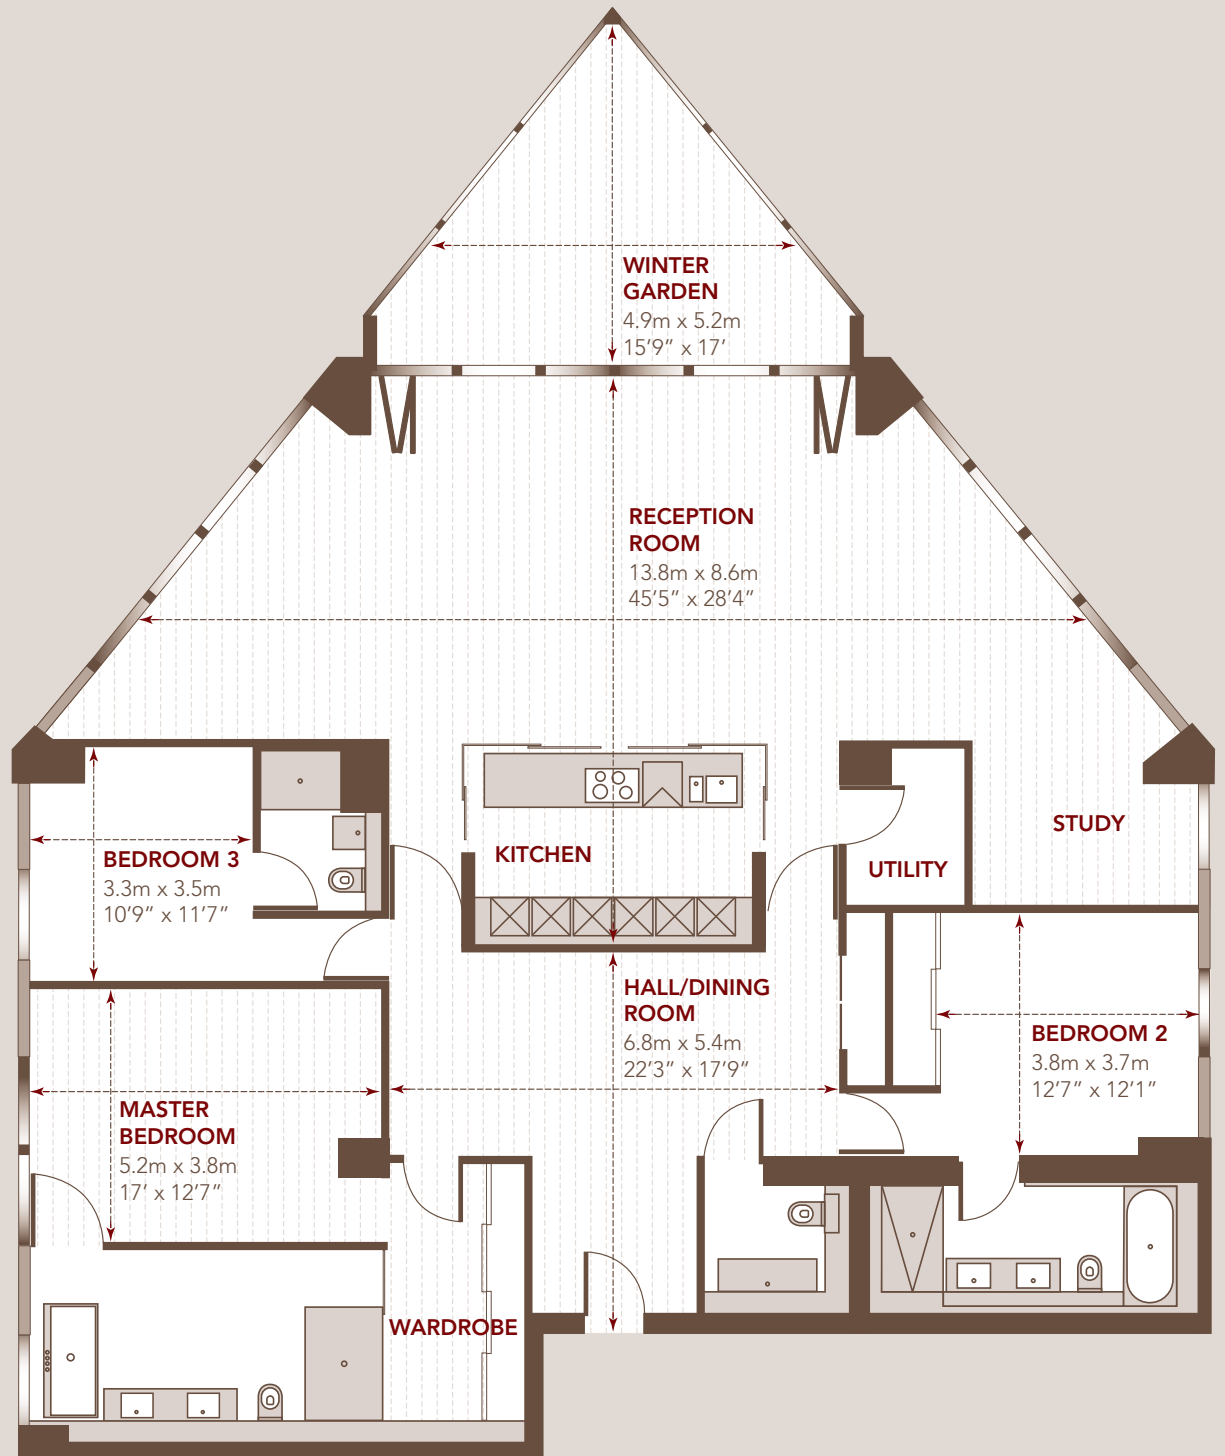 WINTER
GARDEN
4.9m x 5.2m
15’9” x 17’
RECEPTION
ROOM
13.8m x 8.6m
45’5” x 28’4”
STUDY
KITCHEN
BEDROOM 3
3.3m x 3.5m
10’9” x 11’7”
UTILITY
HALL/DINING
ROOM
6.8m x 5.4m
22’3” x 17’9”
BEDROOM 2
3.8m x 3.7m
12’7” x 12’1”
MASTER
BEDROOM
5.2m x 3.8m
17’ x 12’7”
WARDROBE